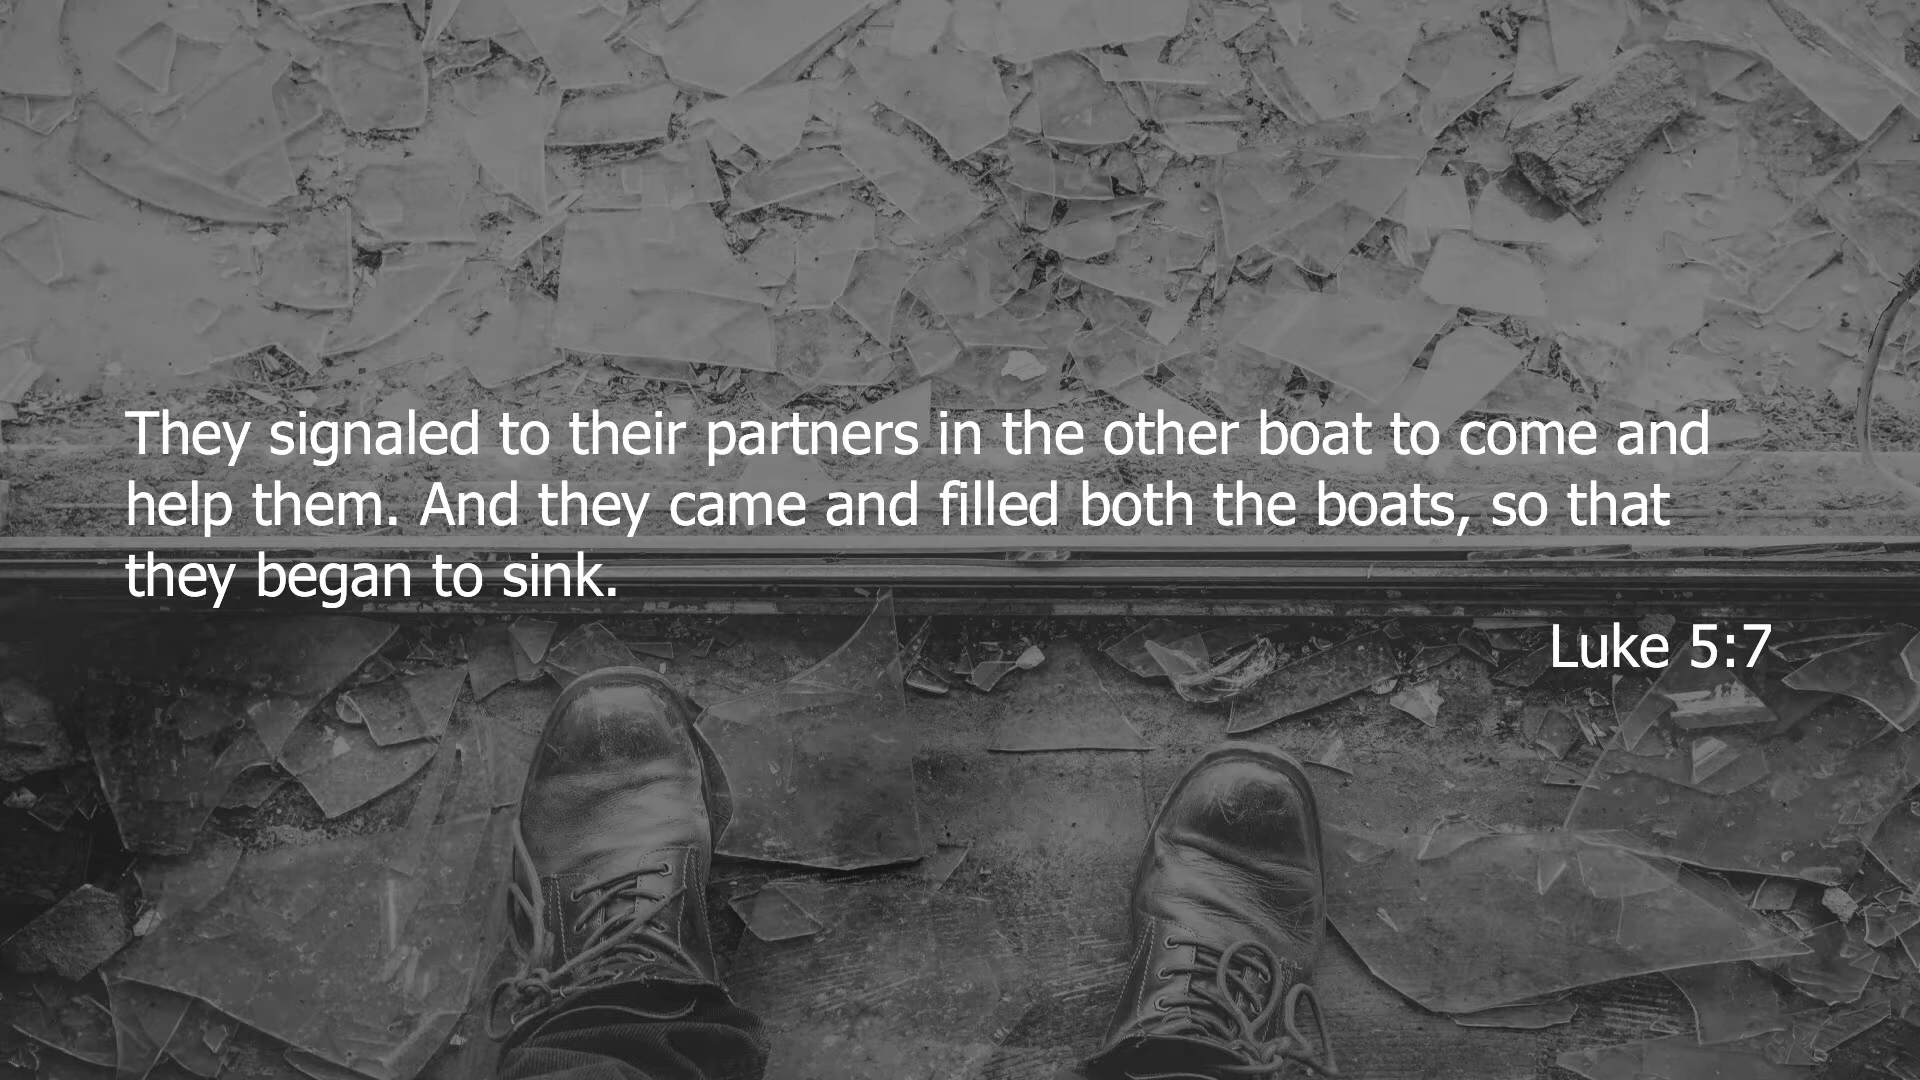 They signaled to their partners in the other boat to come and
help them. And they came and filled both the boats, so that
they began to sink.
Luke 5:7